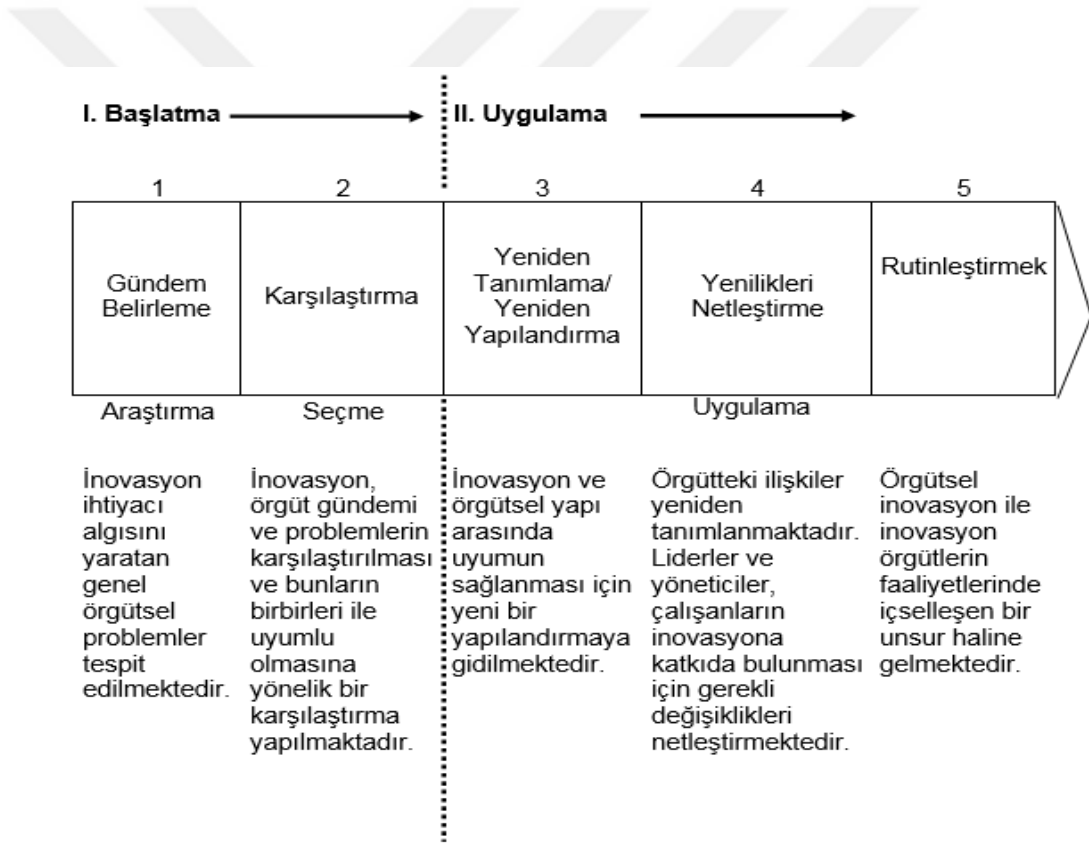 I. Başlatma
II. Uygulama
1
2
3
4
5
Gündem
Belirleme
Karşılaştırma
Yeniden
Tanımlama/
Yeniden
Yapılandırma
Yenilikleri
Netleştirme
Rutinleştirmek
Araştırma
Seçme
Uygulama
İnovasyon
ihtiyacı
algısını
yaratan
genel
örgütsel
problemler
tespit
edilmektedir.
İnovasyon,
örgüt gündemi
ve problemlerin
karşılaştırılması
ve bunların
birbirleri ile
uyumlu
olmasına
yönelik bir
karşılaştırma
yapılmaktadır.
İnovasyon ve
örgütsel yapı
arasında
uyumun
sağlanması için
yeni bir
yapılandırmaya
gidilmektedir.
Örgütteki ilişkiler
yeniden
tanımlanmaktadır.
Liderler ve
yöneticiler,
çalışanların
inovasyona
katkıda bulunması
için gerekli
değişiklikleri
netleştirmektedir.
Örgütsel
inovasyon ile
inovasyon
örgütlerin
faaliyetlerinde
içselleşen bir
unsur haline
gelmektedir.